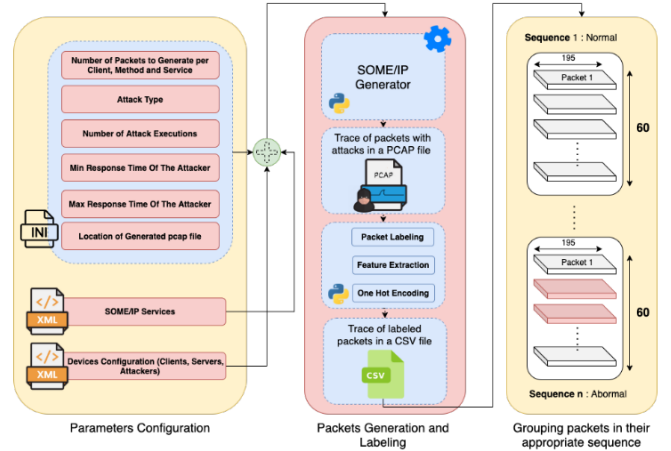 Number of Packets to Generate per
Client, Method and Service
Attack Type
Number of Attack Executions
Min Response Time Of The Attacker
Max Response Time Of The Attacker
Location of Generated pcap file
INI
</>
XML
SOME/IP Services
</>
XML
Devices Configuration (Clients, Servers,
Attackers)
Parameters Configuration
SOME/IP
Generator
Trace of packets with
attacks in a PCAP file
PCAP
Packet Labeling
Feature Extraction
One Hot Encoding
Trace of labeled
packets in a CSV file
CSV
Packets Generation and
Labeling
Sequence 1 : Normal
195
Packet 1
60
195
Packet 1
60
Sequence n : Abormal
Grouping packets in their
appropriate sequence